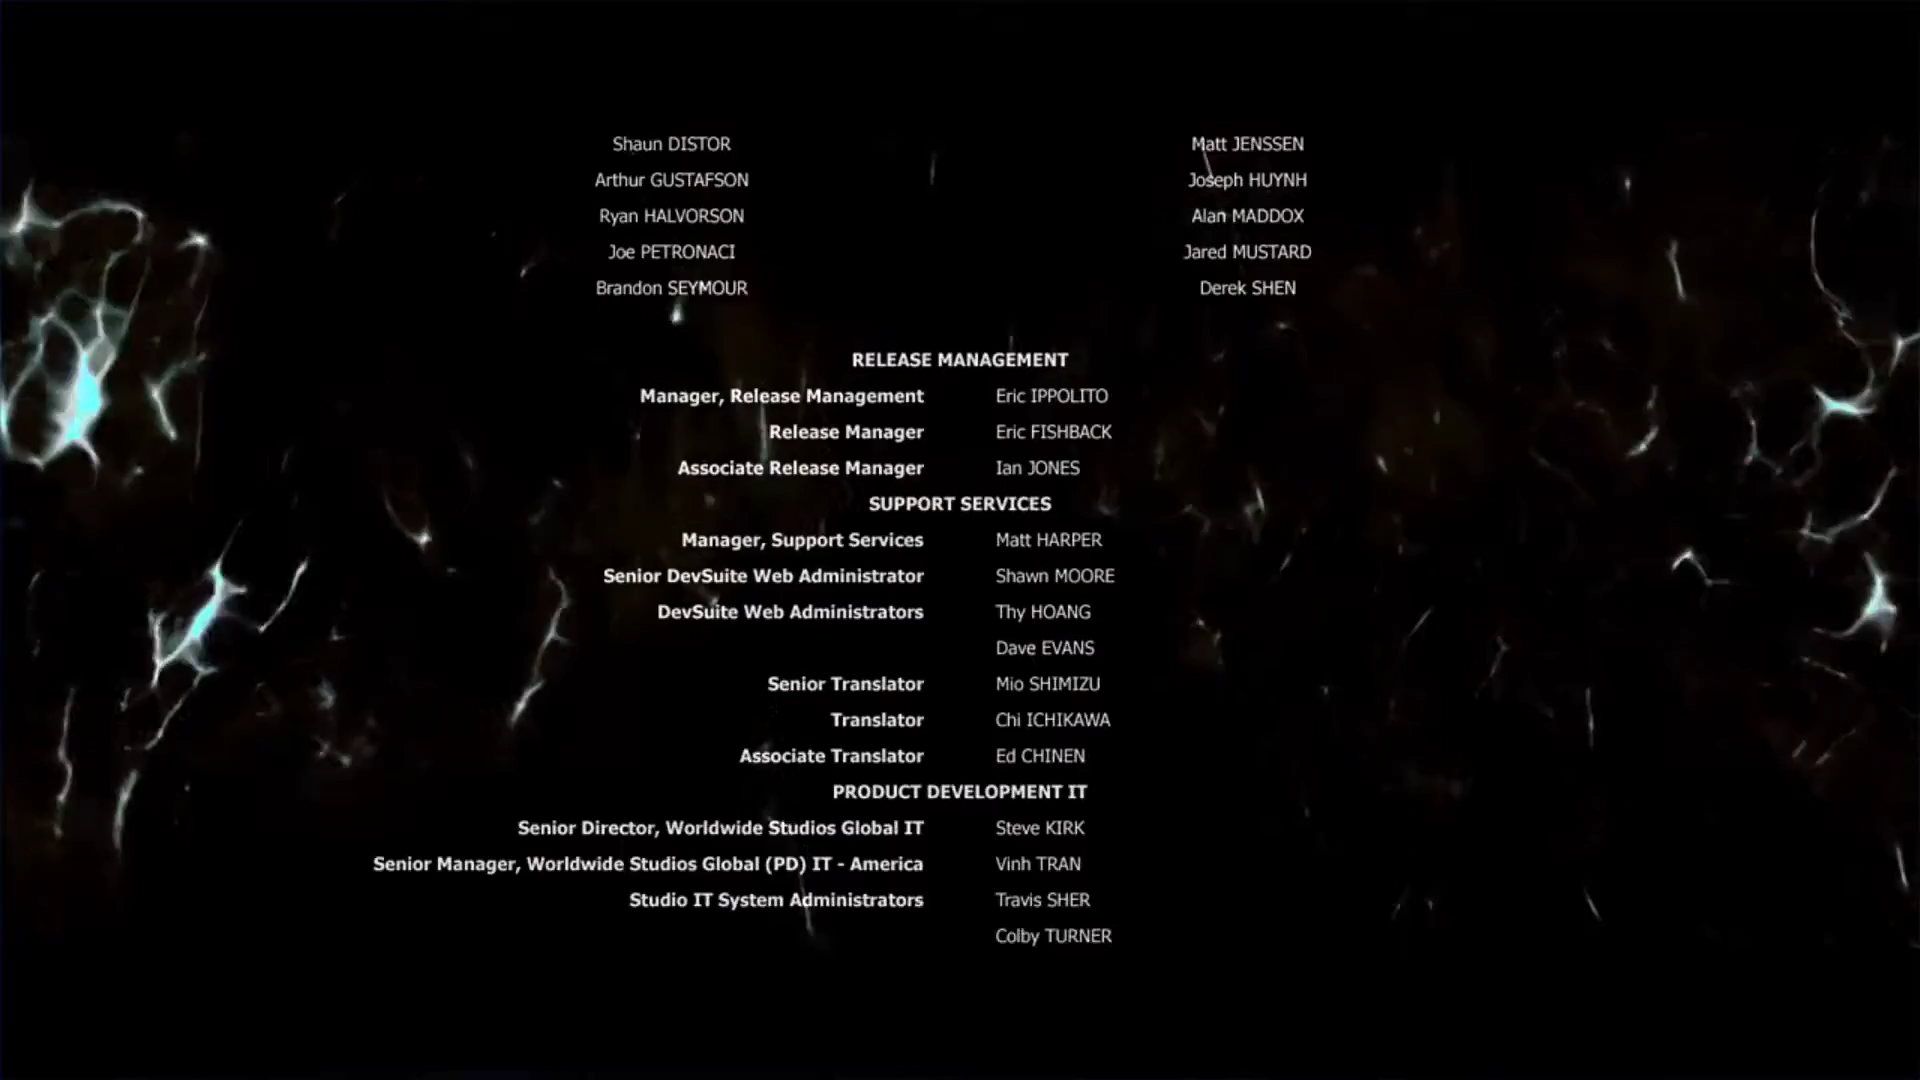 Shaun DISTOR Matt JENSSEN
Arthur GUSTAFSON Joseph HUYNH
Ryan HALVORSON Alan MADDOX
Joe PETRONACI Jared MUSTARD
Brandon SEYMOUR Derek SHEN
RELEASE MANAGEMENT
Manager, Release Management Eric IPPOLITO
Release Manager Eric FISHBACK
Associate Release Manager Ian JONES
SUPPORT SERVICES
Manager, Support Services Matt HARPER
Senior DevSuite Web Administrator Shawn MOORE
DevSuite Web Administrators Thy HOANG
Dave EVANS
Senior Translator Mio SHIMIZU
Translator Chi ICHIKAWA
Associate Translator Ed CHINEN
PRODUCT DEVELOPMENT IT
Senior Director, Worldwide Studios Global IT Steve KIRK
Senior Manager, Worldwide Studios Global (PD) IT - America Vinh TRAN
Studio IT System Administrators Travis SHER
Colby TURNER